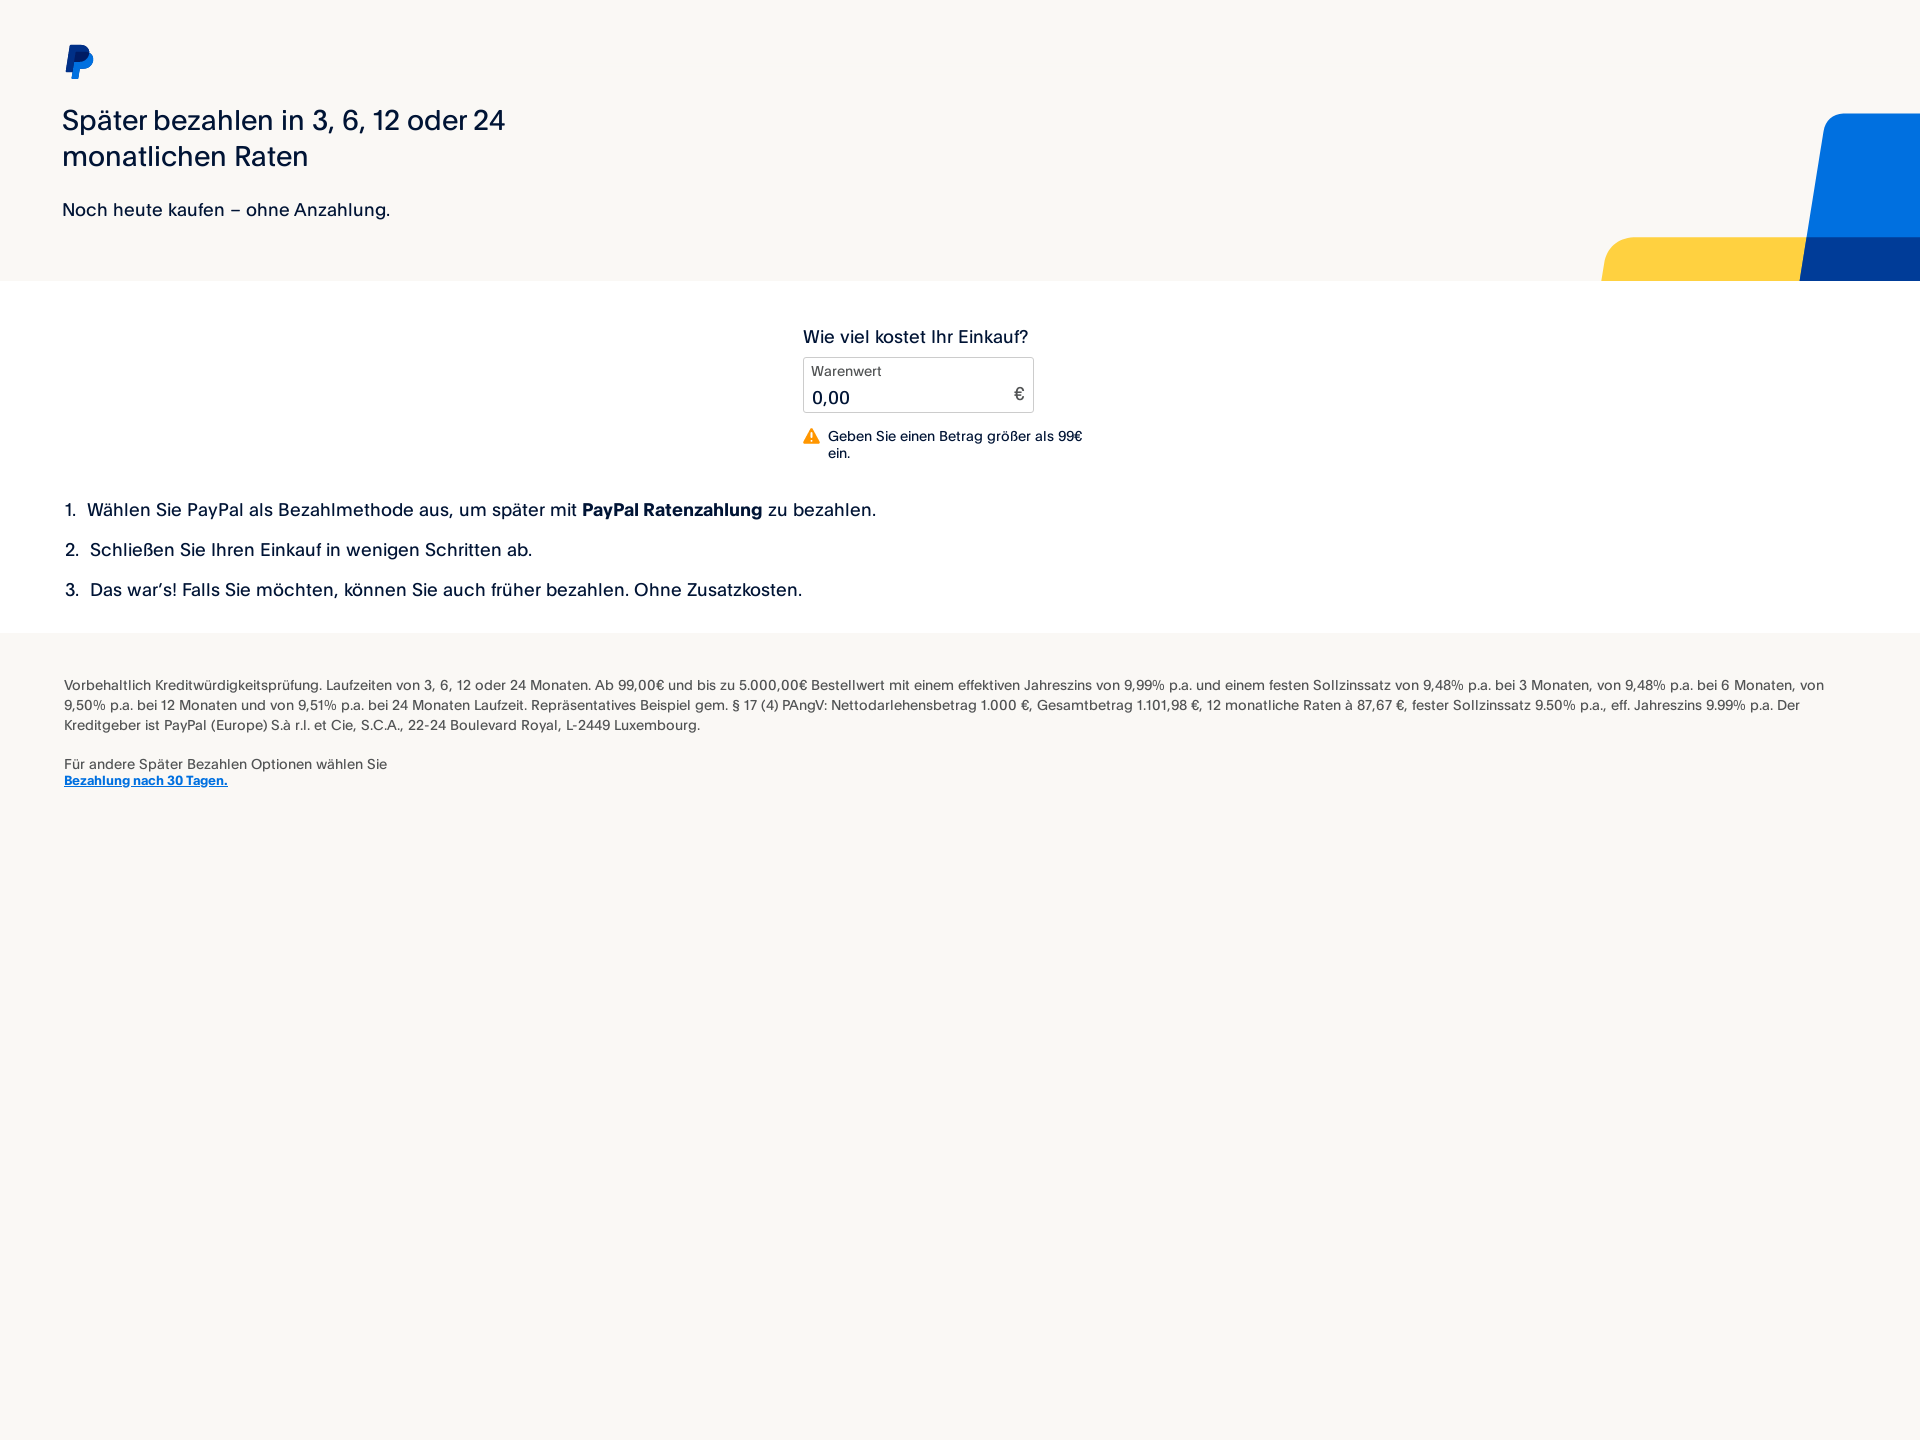 Später bezahlen in 3, 6, 12 oder 24
monatlichen Raten
Noch heute kaufen – ohne Anzahlung.
Wie viel kostet Ihr Einkauf?
Warenwert
0,00 €
Geben Sie einen Betrag größer als 99€
ein.
1. Wählen Sie PayPal als Bezahlmethode aus, um später mit PayPal Ratenzahlung zu bezahlen.
2. Schließen Sie Ihren Einkauf in wenigen Schritten ab.
3. Das war’s! Falls Sie möchten, können Sie auch früher bezahlen. Ohne Zusatzkosten.
Vorbehaltlich Kreditwürdigkeitsprüfung. Laufzeiten von 3, 6, 12 oder 24 Monaten. Ab 99,00€ und bis zu 5.000,00€ Bestellwert mit einem effektiven Jahreszins von 9,99% p.a. und einem festen Sollzinssatz von 9,48% p.a. bei 3 Monaten, von 9,48% p.a. bei 6 Monaten, von
9,50% p.a. bei 12 Monaten und von 9,51% p.a. bei 24 Monaten Laufzeit. Repräsentatives Beispiel gem. § 17 (4) PAngV: Nettodarlehensbetrag 1.000 €, Gesamtbetrag 1.101,98 €, 12 monatliche Raten à 87,67 €, fester Sollzinssatz 9.50% p.a., eff. Jahreszins 9.99% p.a. Der
Kreditgeber ist PayPal (Europe) S.à r.l. et Cie, S.C.A., 22-24 Boulevard Royal, L-2449 Luxembourg.
Für andere Später Bezahlen Optionen wählen Sie
Bezahlung nach 30 Tagen.